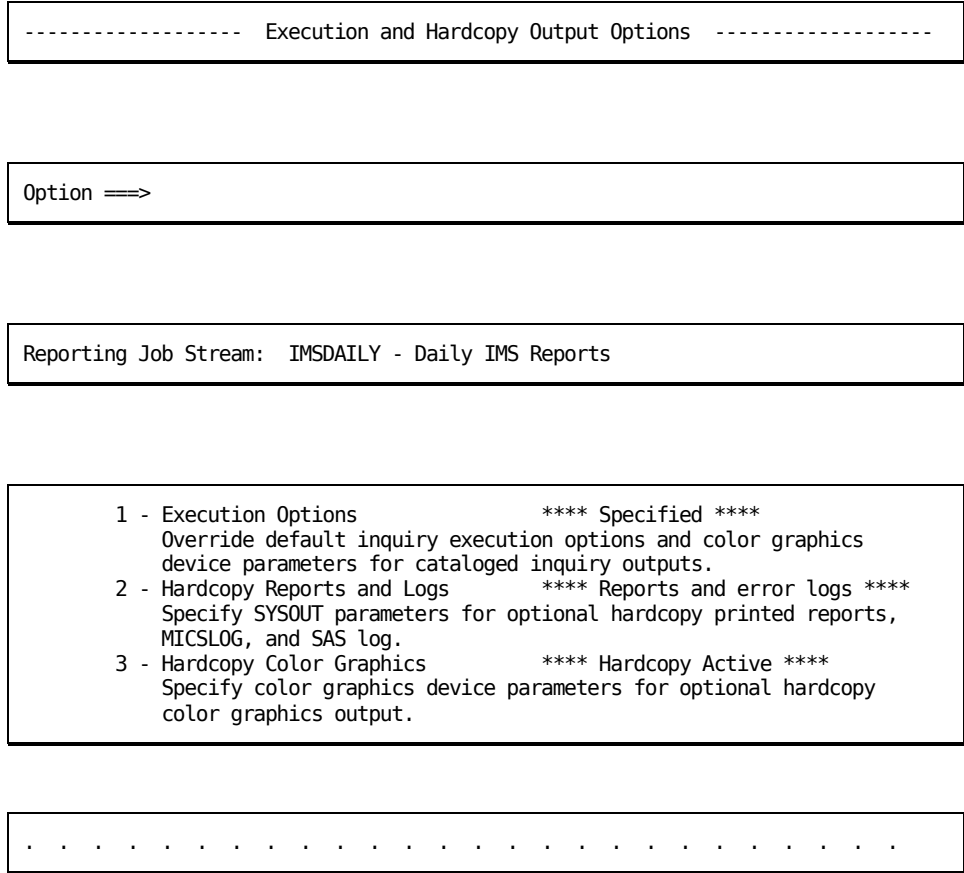 -------------------  Execution and Hardcopy Output Options  -------------------
Option ===>
Reporting Job Stream:  IMSDAILY - Daily IMS Reports
1 - Execution Options                **** Specified ****
Override default inquiry execution options and color graphics
device parameters for cataloged inquiry outputs.
2 - Hardcopy Reports and Logs        **** Reports and error logs ****
Specify SYSOUT parameters for optional hardcopy printed reports,
MICSLOG, and SAS log.
3 - Hardcopy Color Graphics          **** Hardcopy Active ****
Specify color graphics device parameters for optional hardcopy
color graphics output.
.  .  .  .  .  .  .  .  .  .  .  .  .  .  .  .  .  .  .  .  .  .  .  .  .  .